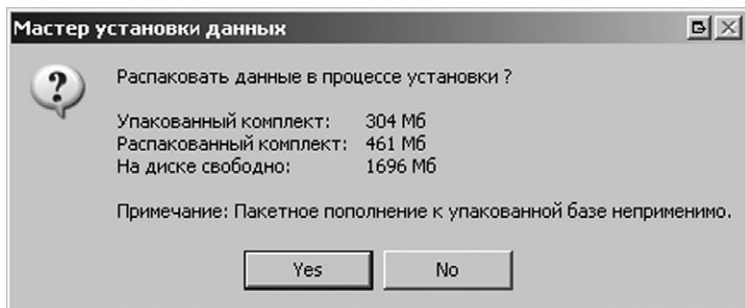 Мастер установки данных
Распаковать данные в процессе установки ?
Упакованный комплект: 304 Мб
Распакованный комплект: 461 Мб
На диске свободно: 1696 Мб
Примечание: Пакетное пополнение к упакованной базе неприменимо.
Yes No